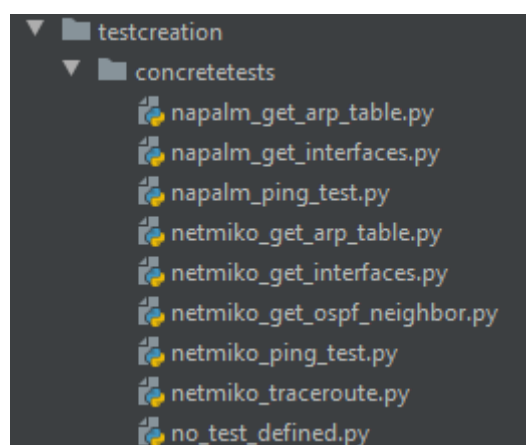 testcreation
concretetests
napalm_get_arp_table.py
napalm_get_interfaces.py
napalm_ping_test.py
netmiko_get_arp_table.py
netmiko_get_interfaces.py
netmiko_get_ospf_neighbor.py
netmiko_ping_test.py
netmiko_traceroute.py
no_test_defined.py